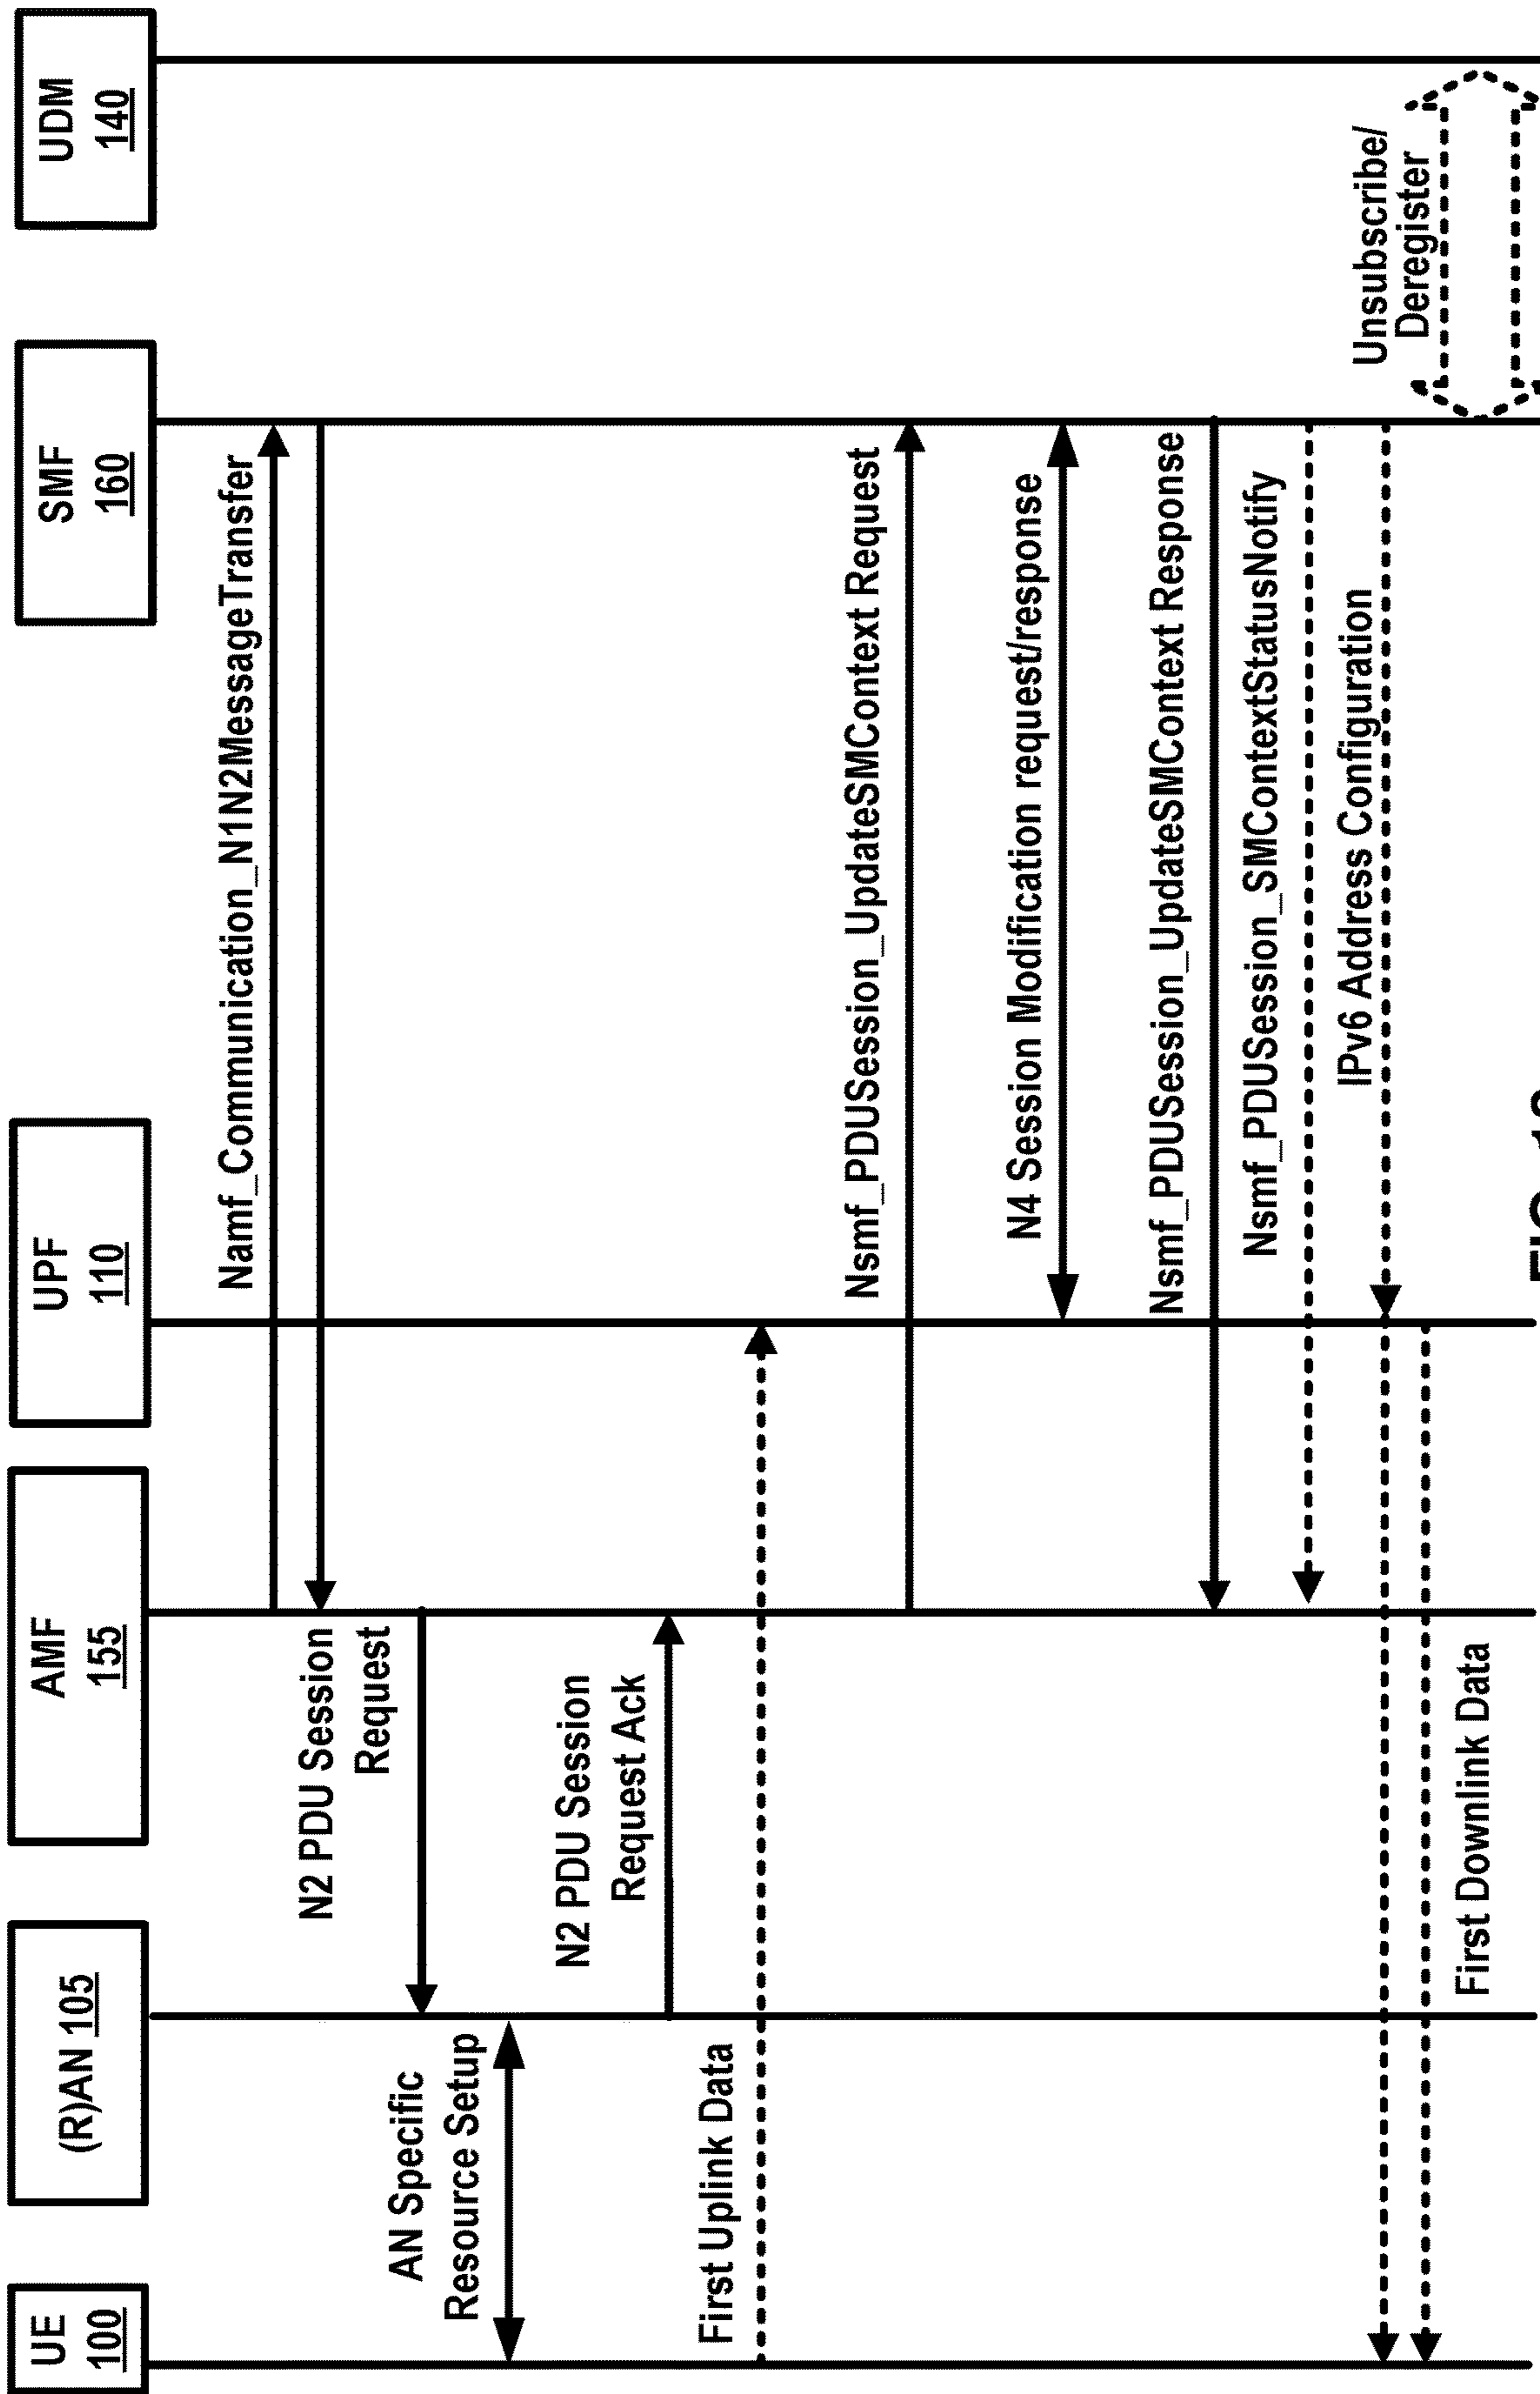 UE
100
(R)AN 105
AMF
155
UPF
110
SMF
160
UDM
140
Namf_Communication_N1N2MessageTransfer
N2 PDU Session
Request
AN Specific
Resource Setup
N2 PDU Session
Request Ack
First Uplink Data
Nsmf_PDUSession_UpdateSMContext Request
N4 Session Modification request/response
Nsmf_PDUSession_UpdateSMContext Response
Nsmf_PDUSession_SMContextStatusNotify
IPv6 Address Configuration
First Downlink Data
Unsubscribe/
Deregister